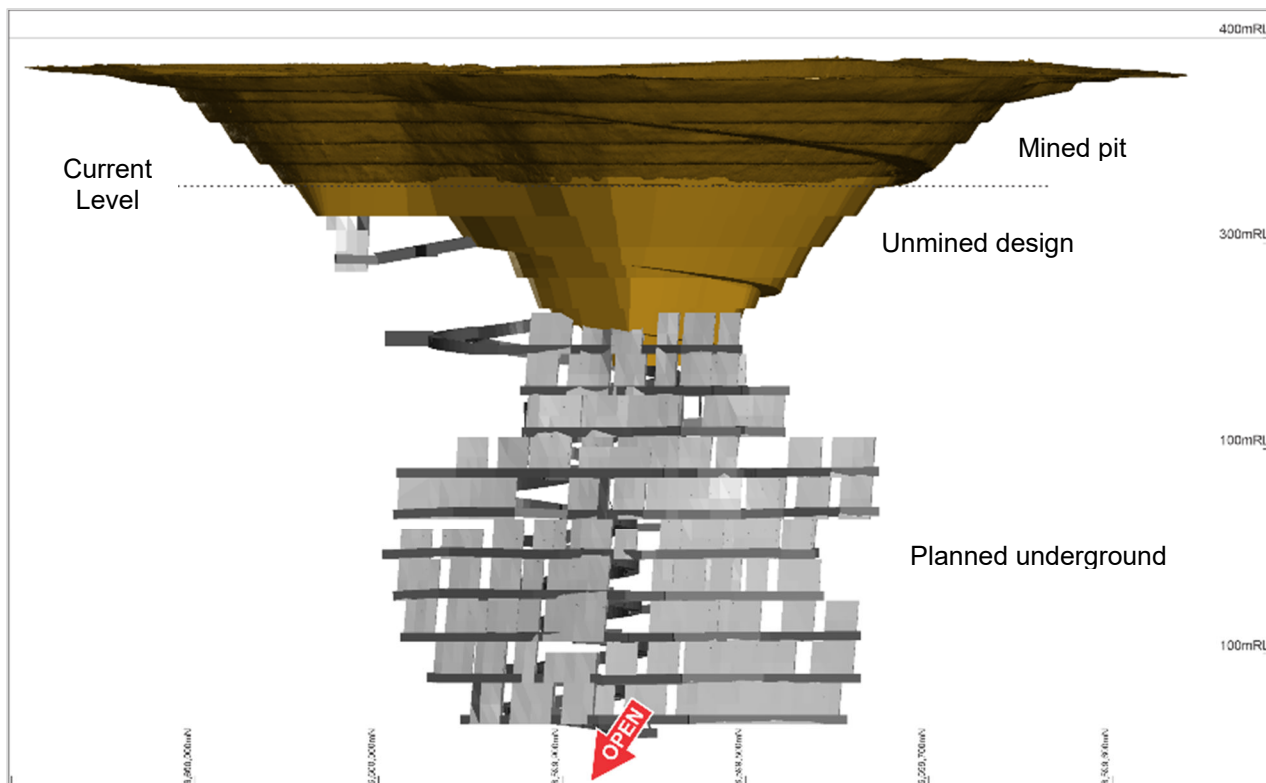 400mRL
Mined pit
Current
Level
300mRL
Unmined design
100mRL
Planned underground
100mRL
OPEN